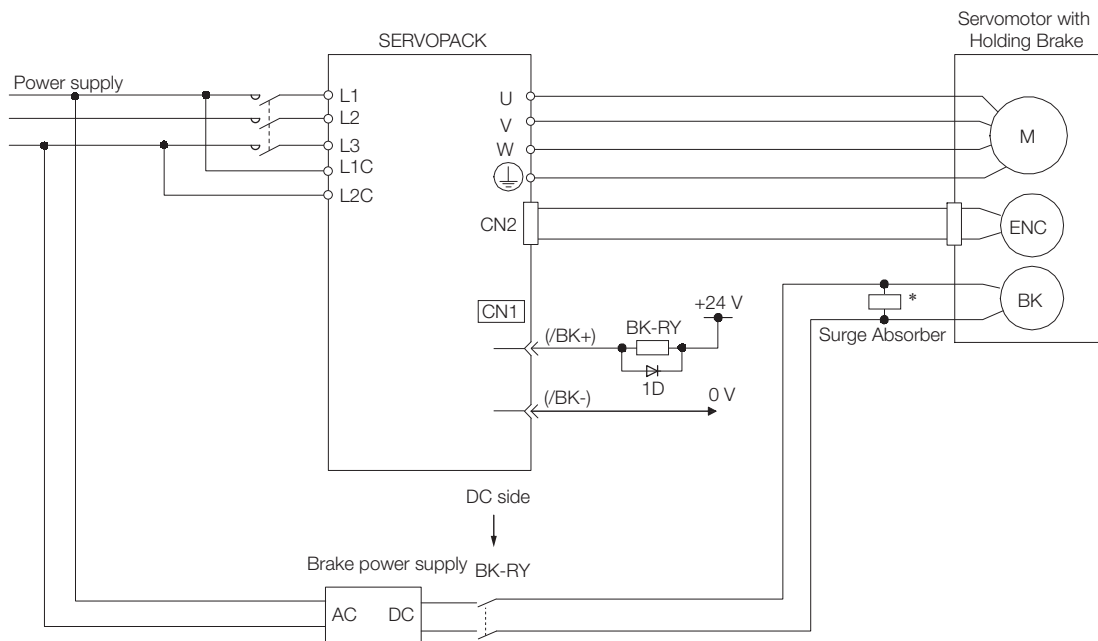 Servomotor with
Holding Brake
SERVOPACK
Power supply
L1
L2
L3
L1C
L2C
U
V
W
M
CN2
ENC
CN1
+24 V
BK-RY
(/BK+)
1D
(/BK-)
0 V
*
BK
Surge Absorber
DC side
Brake power supply
BK-RY
AC
DC